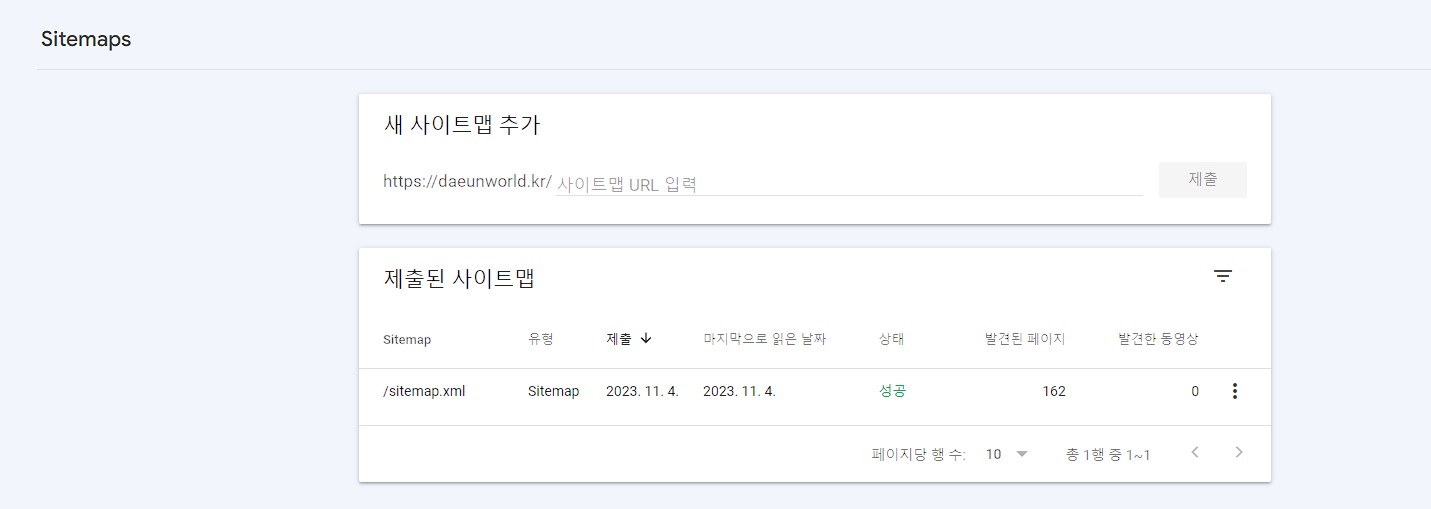 Sitemaps
새 사이트맵 추가
https://daeunworld.kr/ 사이트맵 URL 입력 제출
제출된 사이트맵
Sitemap 유형 제출 마지막으로 읽은 날짜 상태 발견된 페이지 발견한 동영상
/sitemap.xml Sitemap 2023. 11. 4. 2023. 11. 4. 성공 162 0
페이지당 행 수: 10 총 1행 중 1~1